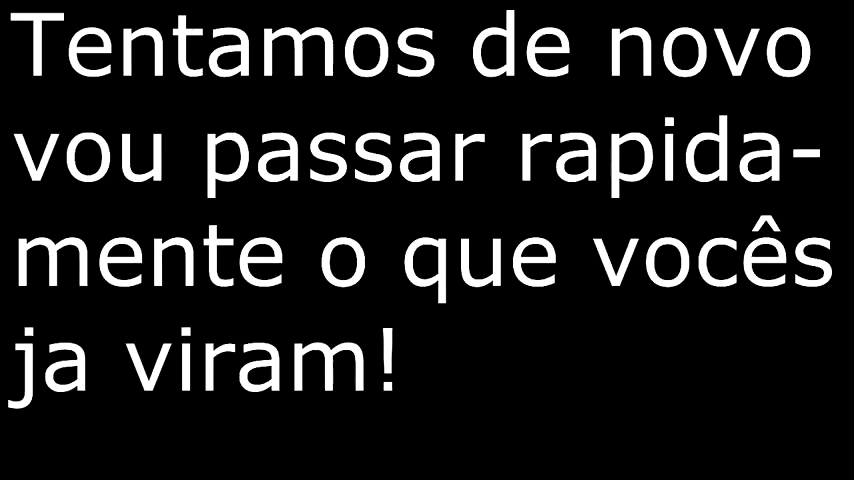 Tentamos de novo
vou passar rapida-
mente o que vocês
ja viram!